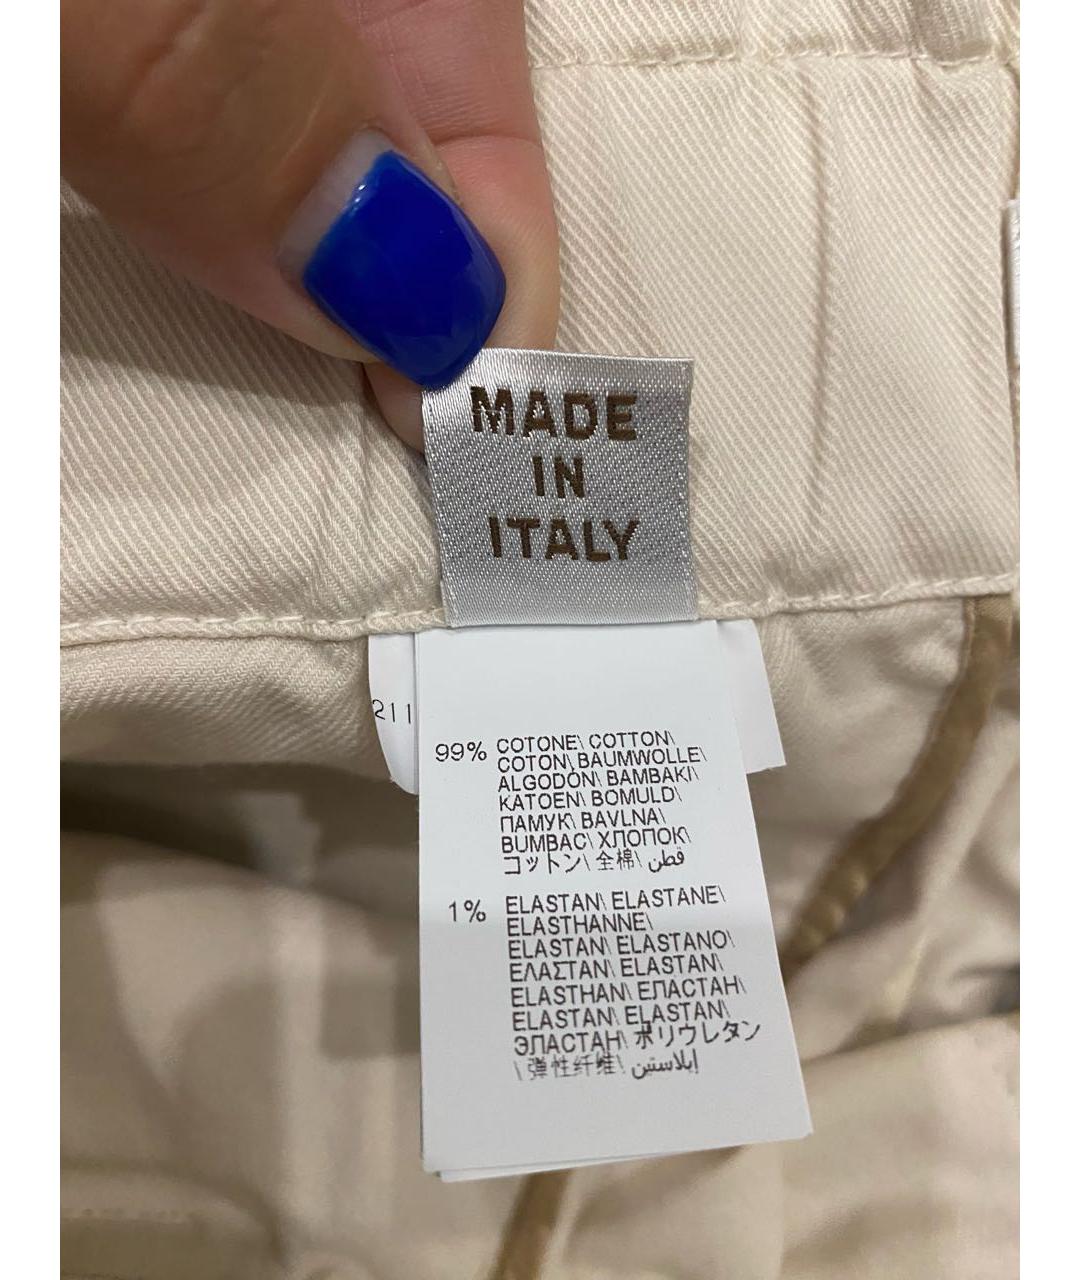 MADE
IN
ITALY
211
99% COTONE\ COTTON\
COTON\ BAUMWOLLE\
ALGODÓN\ BAMBAKI\
KATOEN\ BOMULD\
ПАМУК\ BAVLNA\
BUMBAC\ ХЛОПОК\
コットン\ 全棉\ قطن
1% ELASTAN\ ELASTANE\
ELASTHANNE\
ELASTAN\ ELASTANO\
ΕΛΑΣΤΑΝ\ ELASTAN\
ELASTHAN\ ЕЛАСТАН\
ELASTAN\ ELASTAN\
ЭЛАСТАН\ ポリウレタン
\ 弹性纤维\ إيلاستين